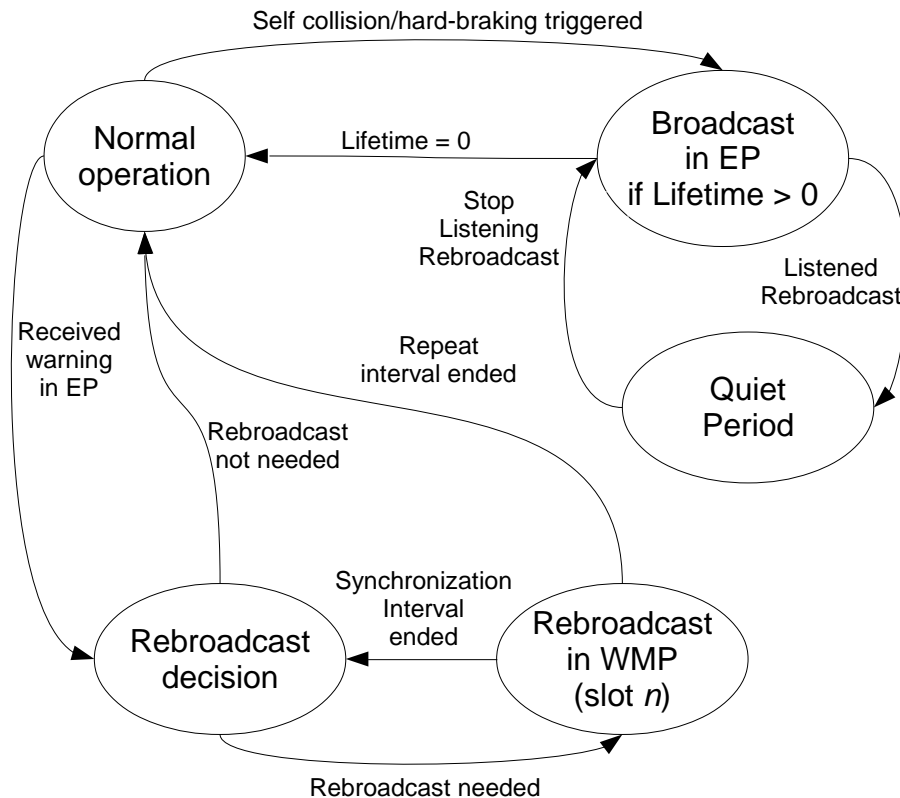 Self collision/hard-braking triggered
Normal
operation
Lifetime = 0
Broadcast
in EP
if Lifetime > 0
Stop
Listening
Rebroadcast
Listened
Rebroadcast
Received
warning
in EP
Repeat
interval ended
Quiet
Period
Rebroadcast
not needed
Synchronization
Interval
ended
Rebroadcast
decision
Rebroadcast
in WMP
(slot n)
Rebroadcast needed